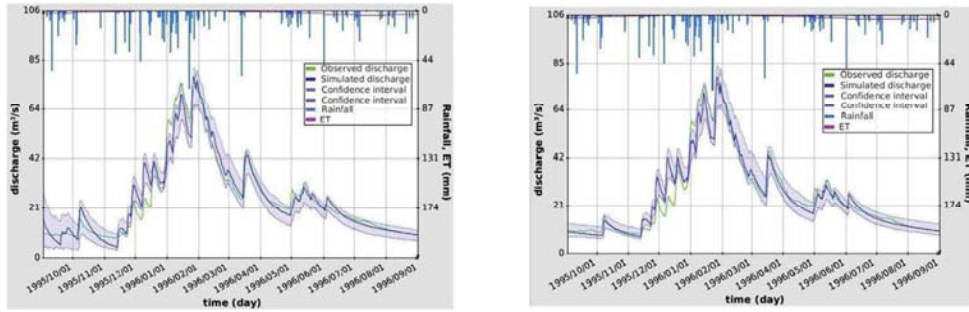 106
85
64
42
21
0
discharge (m³/s)
0
44
87
131
174
Rainfall, ET (mm)
Observed discharge
Simulated discharge
Confidence interval
Confidence interval
Rainfall
ET
1995/10/01
1995/11/01
1995/12/01
1996/01/01
1996/02/01
1996/03/01
1996/04/01
1996/05/01
1996/06/01
1996/07/01
1996/08/01
1996/09/01
time (day)
106
85
64
42
21
0
discharge (m³/s)
0
44
87
131
174
Rainfall, ET (mm)
Observed discharge
Simulated discharge
Confidence interval
Confidence interval
Rainfall
ET
1995/10/01
1995/11/01
1995/12/01
1996/01/01
1996/02/01
1996/03/01
1996/04/01
1996/05/01
1996/06/01
1996/07/01
1996/08/01
1996/09/01
time (day)